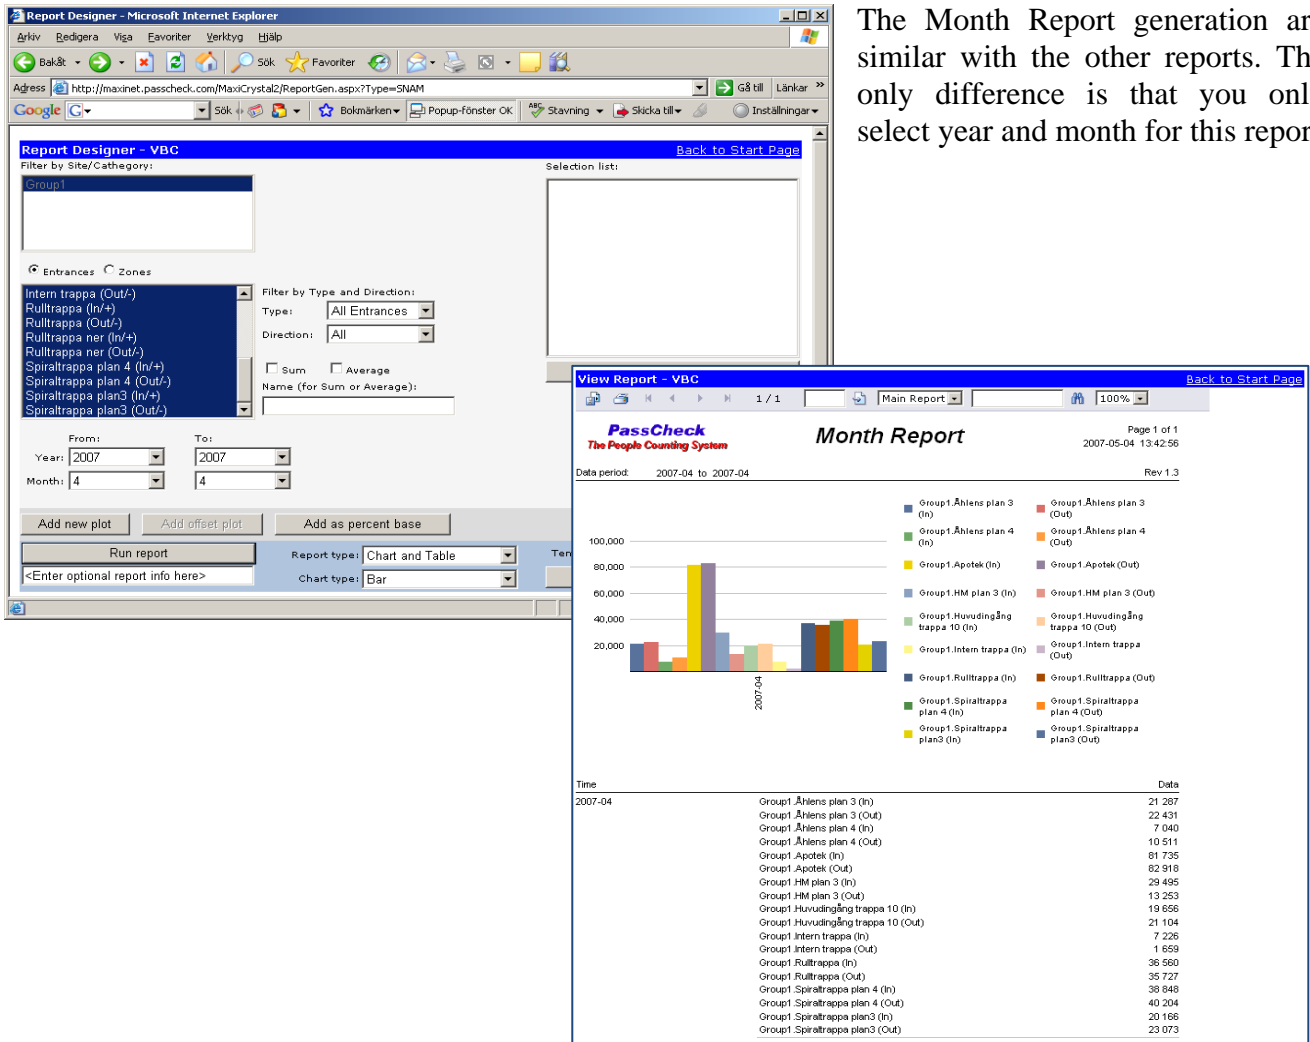 Report Designer - Microsoft Internet Explorer
Arkiv Redigera Visa Favoriter Verktyg Hjälp
Bakåt Sök Favoriter
Adress http://maxinet.passcheck.com/MaxiCrystal2/ReportGen.aspx?Type=SNAM Gå till Länkar »
Google G Sök Bokmärken Popup-fönster OK ABC Stavning Skicka till Inställningar
Report Designer - VBC Back to Start Page
Filter by Site/Cathegory: Selection list:
Group1
Entrances Zones
Intern trappa (Out/-)
Rulltrappa (In/+)
Rulltrappa (Out/-)
Rulltrappa ner (In/+)
Rulltrappa ner (Out/-)
Spiraltrappa plan 4 (In/+)
Spiraltrappa plan 4 (Out/-)
Spiraltrappa plan3 (In/+)
Spiraltrappa plan3 (Out/-)
Filter by Type and Direction:
Type: All Entrances
Direction: All
Sum Average
Name (for Sum or Average):
From: To:
Year: 2007 2007
Month: 4 4
Add new plot Add offset plot Add as percent base
Run report Report type: Chart and Table Ten
<Enter optional report info here> Chart type: Bar
The Month Report generation ar
similar with the other reports. Th
only difference is that you onl
select year and month for this repor
View Report - VBC Back to Start Page
1 / 1 Main Report 100%
PassCheck
The People Counting System
Month Report
Page 1 of 1
2007-05-04 13:42:56
Data period: 2007-04 to 2007-04 Rev 1.3
100,000
80,000
60,000
40,000
20,000
2007-04
Group1.Åhlens plan 3 (In) Group1.Åhlens plan 3 (Out)
Group1.Åhlens plan 4 (In) Group1.Åhlens plan 4 (Out)
Group1.Apotek (In) Group1.Apotek (Out)
Group1.HM plan 3 (In) Group1.HM plan 3 (Out)
Group1.Huvudingång trappa 10 (In) Group1.Huvudingång trappa 10 (Out)
Group1.Intern trappa (In) Group1.Intern trappa (Out)
Group1.Rulltrappa (In) Group1.Rulltrappa (Out)
Group1.Spiraltrappa plan 4 (In) Group1.Spiraltrappa plan 4 (Out)
Group1.Spiraltrappa plan3 (In) Group1.Spiraltrappa plan3 (Out)
Time Data
2007-04 Group1.Åhlens plan 3 (In) 21 287
Group1.Åhlens plan 3 (Out) 22 431
Group1.Åhlens plan 4 (In) 7 040
Group1.Åhlens plan 4 (Out) 10 511
Group1.Apotek (In) 81 735
Group1.Apotek (Out) 82 918
Group1.HM plan 3 (In) 29 495
Group1.HM plan 3 (Out) 13 253
Group1.Huvudingång trappa 10 (In) 19 656
Group1.Huvudingång trappa 10 (Out) 21 104
Group1.Intern trappa (In) 7 226
Group1.Intern trappa (Out) 1 659
Group1.Rulltrappa (In) 36 560
Group1.Rulltrappa (Out) 35 727
Group1.Spiraltrappa plan 4 (In) 38 848
Group1.Spiraltrappa plan 4 (Out) 40 204
Group1.Spiraltrappa plan3 (In) 20 166
Group1.Spiraltrappa plan3 (Out) 23 073